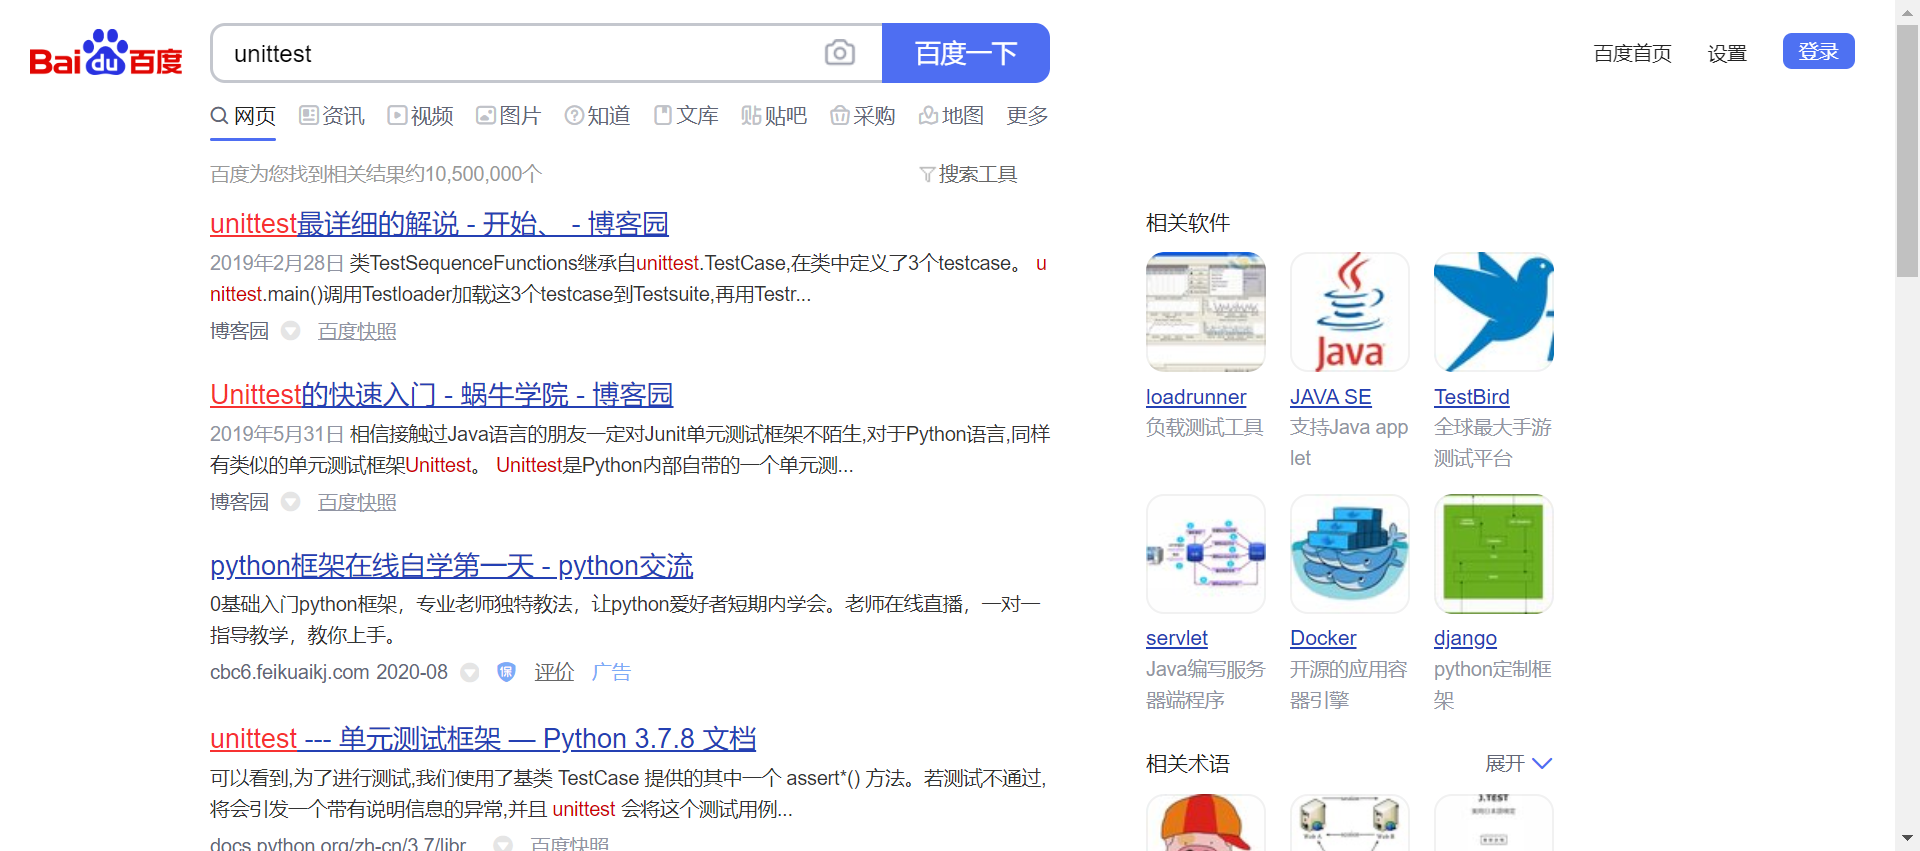 Bai du 百度
unittest
百度一下
百度首页 设置 登录
网页 资讯 视频 图片 知道 文库 贴吧 采购 地图 更多
百度为您找到相关结果约10,500,000个
搜索工具
unittest最详细的解说 - 开始、 - 博客园
2019年2月28日 类TestSequenceFunctions继承自unittest.TestCase,在类中定义了3个testcase。 u
nittest.main()调用Testloader加载这3个testcase到Testsuite,再用Testr...
博客园 百度快照
Unittest的快速入门 - 蜗牛学院 - 博客园
2019年5月31日 相信接触过Java语言的朋友一定对Junit单元测试框架不陌生,对于Python语言,同样
有类似的单元测试框架Unittest。 Unittest是Python内部自带的一个单元测...
博客园 百度快照
python框架在线自学第一天 - python交流
0基础入门python框架，专业老师独特教法，让python爱好者短期内学会。老师在线直播，一对一
指导教学，教你上手。
cbc6.feikuaikj.com 2020-08 保 评价 广告
unittest --- 单元测试框架 — Python 3.7.8 文档
可以看到,为了进行测试,我们使用了基类 TestCase 提供的其中一个 assert*() 方法。若测试不通过,
将会引发一个带有说明信息的异常,并且 unittest 会将这个测试用例...
docs.python.org/zh-cn/3.7/libr... 百度快照
相关软件
Java
loadrunner
负载测试工具
JAVA SE
支持Java app
let
TestBird
全球最大手游
测试平台
servlet
Java编写服务
器端程序
Docker
开源的应用容
器引擎
django
python定制框
架
相关术语
展开
J.TEST